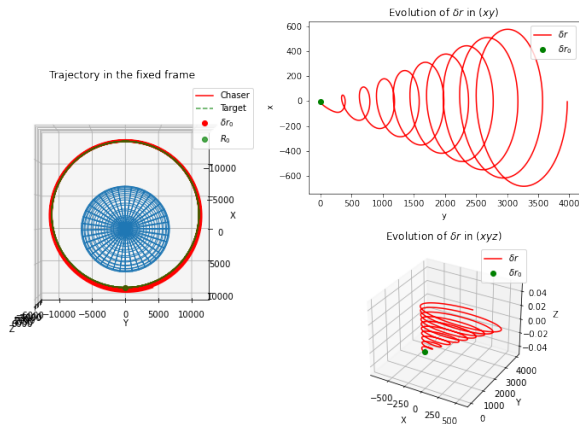 Trajectory in the fixed frame
Chaser
Target
δr₀
R₀
−10000
−5000
X
0
5000
10000
−10000 −5000 0 5000 10000
Y
Z
Evolution of δr in (xy)
δr
δr₀
600
400
200
0
−200
−400
−600
x
0 500 1000 1500 2000 2500 3000 3500 4000
y
Evolution of δr in (xyz)
δr
δr₀
0.04
0.02
0.00
−0.02
−0.04
Z
−500
−250
0
250
500
X
0
1000
2000
3000
4000
Y